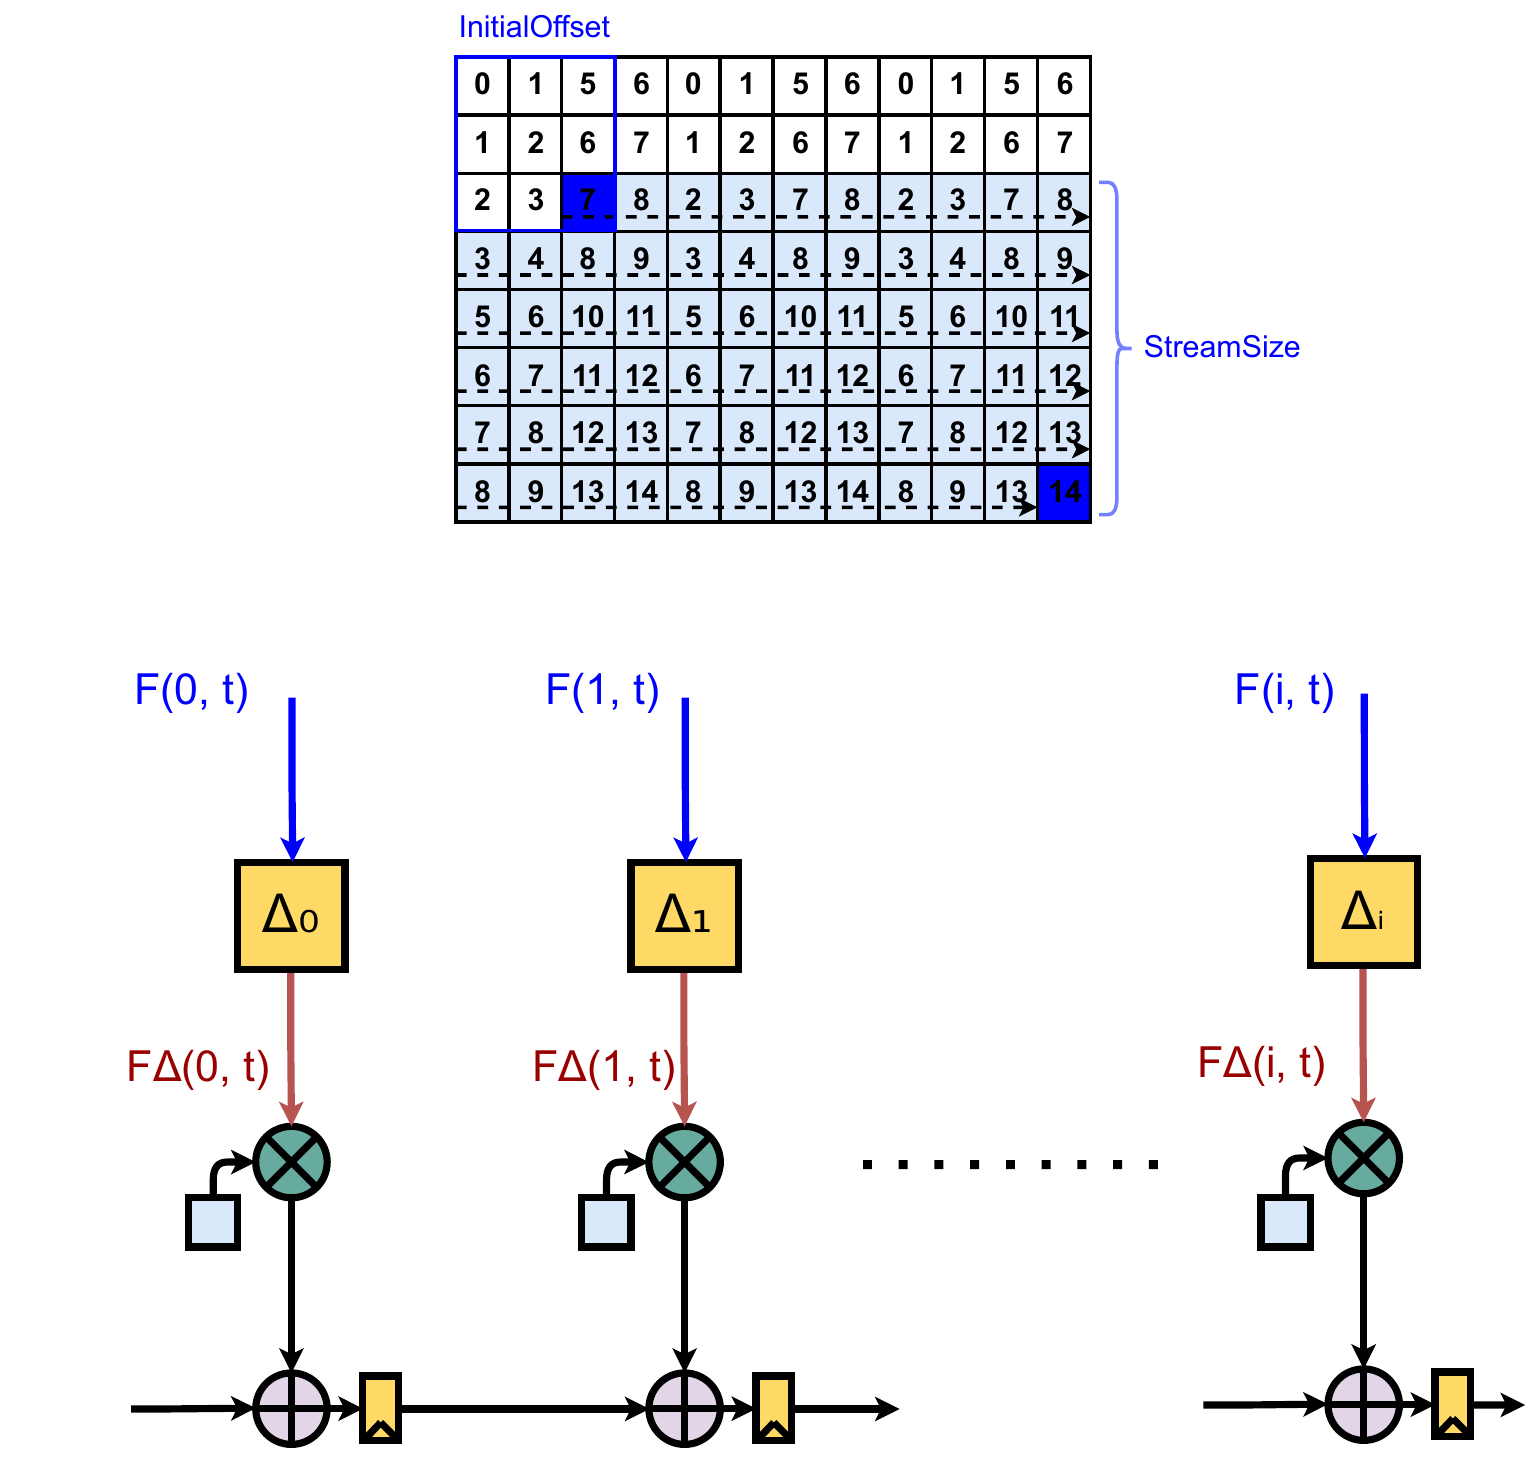 InitialOffset
0 1 5 6 0 1 5 6 0 1 5 6
1 2 6 7 1 2 6 7 1 2 6 7
2 3 7 8 2 3 7 8 2 3 7 8
3 4 8 9 3 4 8 9 3 4 8 9
StreamSize
5 6 10 11 5 6 10 11 5 6 10 11
6 7 11 12 6 7 11 12 6 7 11 12
7 8 12 13 7 8 12 13 7 8 12 13
8 9 13 14 8 9 13 14 8 9 13 14
F(0, t) F(1, t) F(i, t)
Δ₀ Δ₁ Δᵢ
FΔ(0, t) FΔ(1, t) FΔ(i, t)